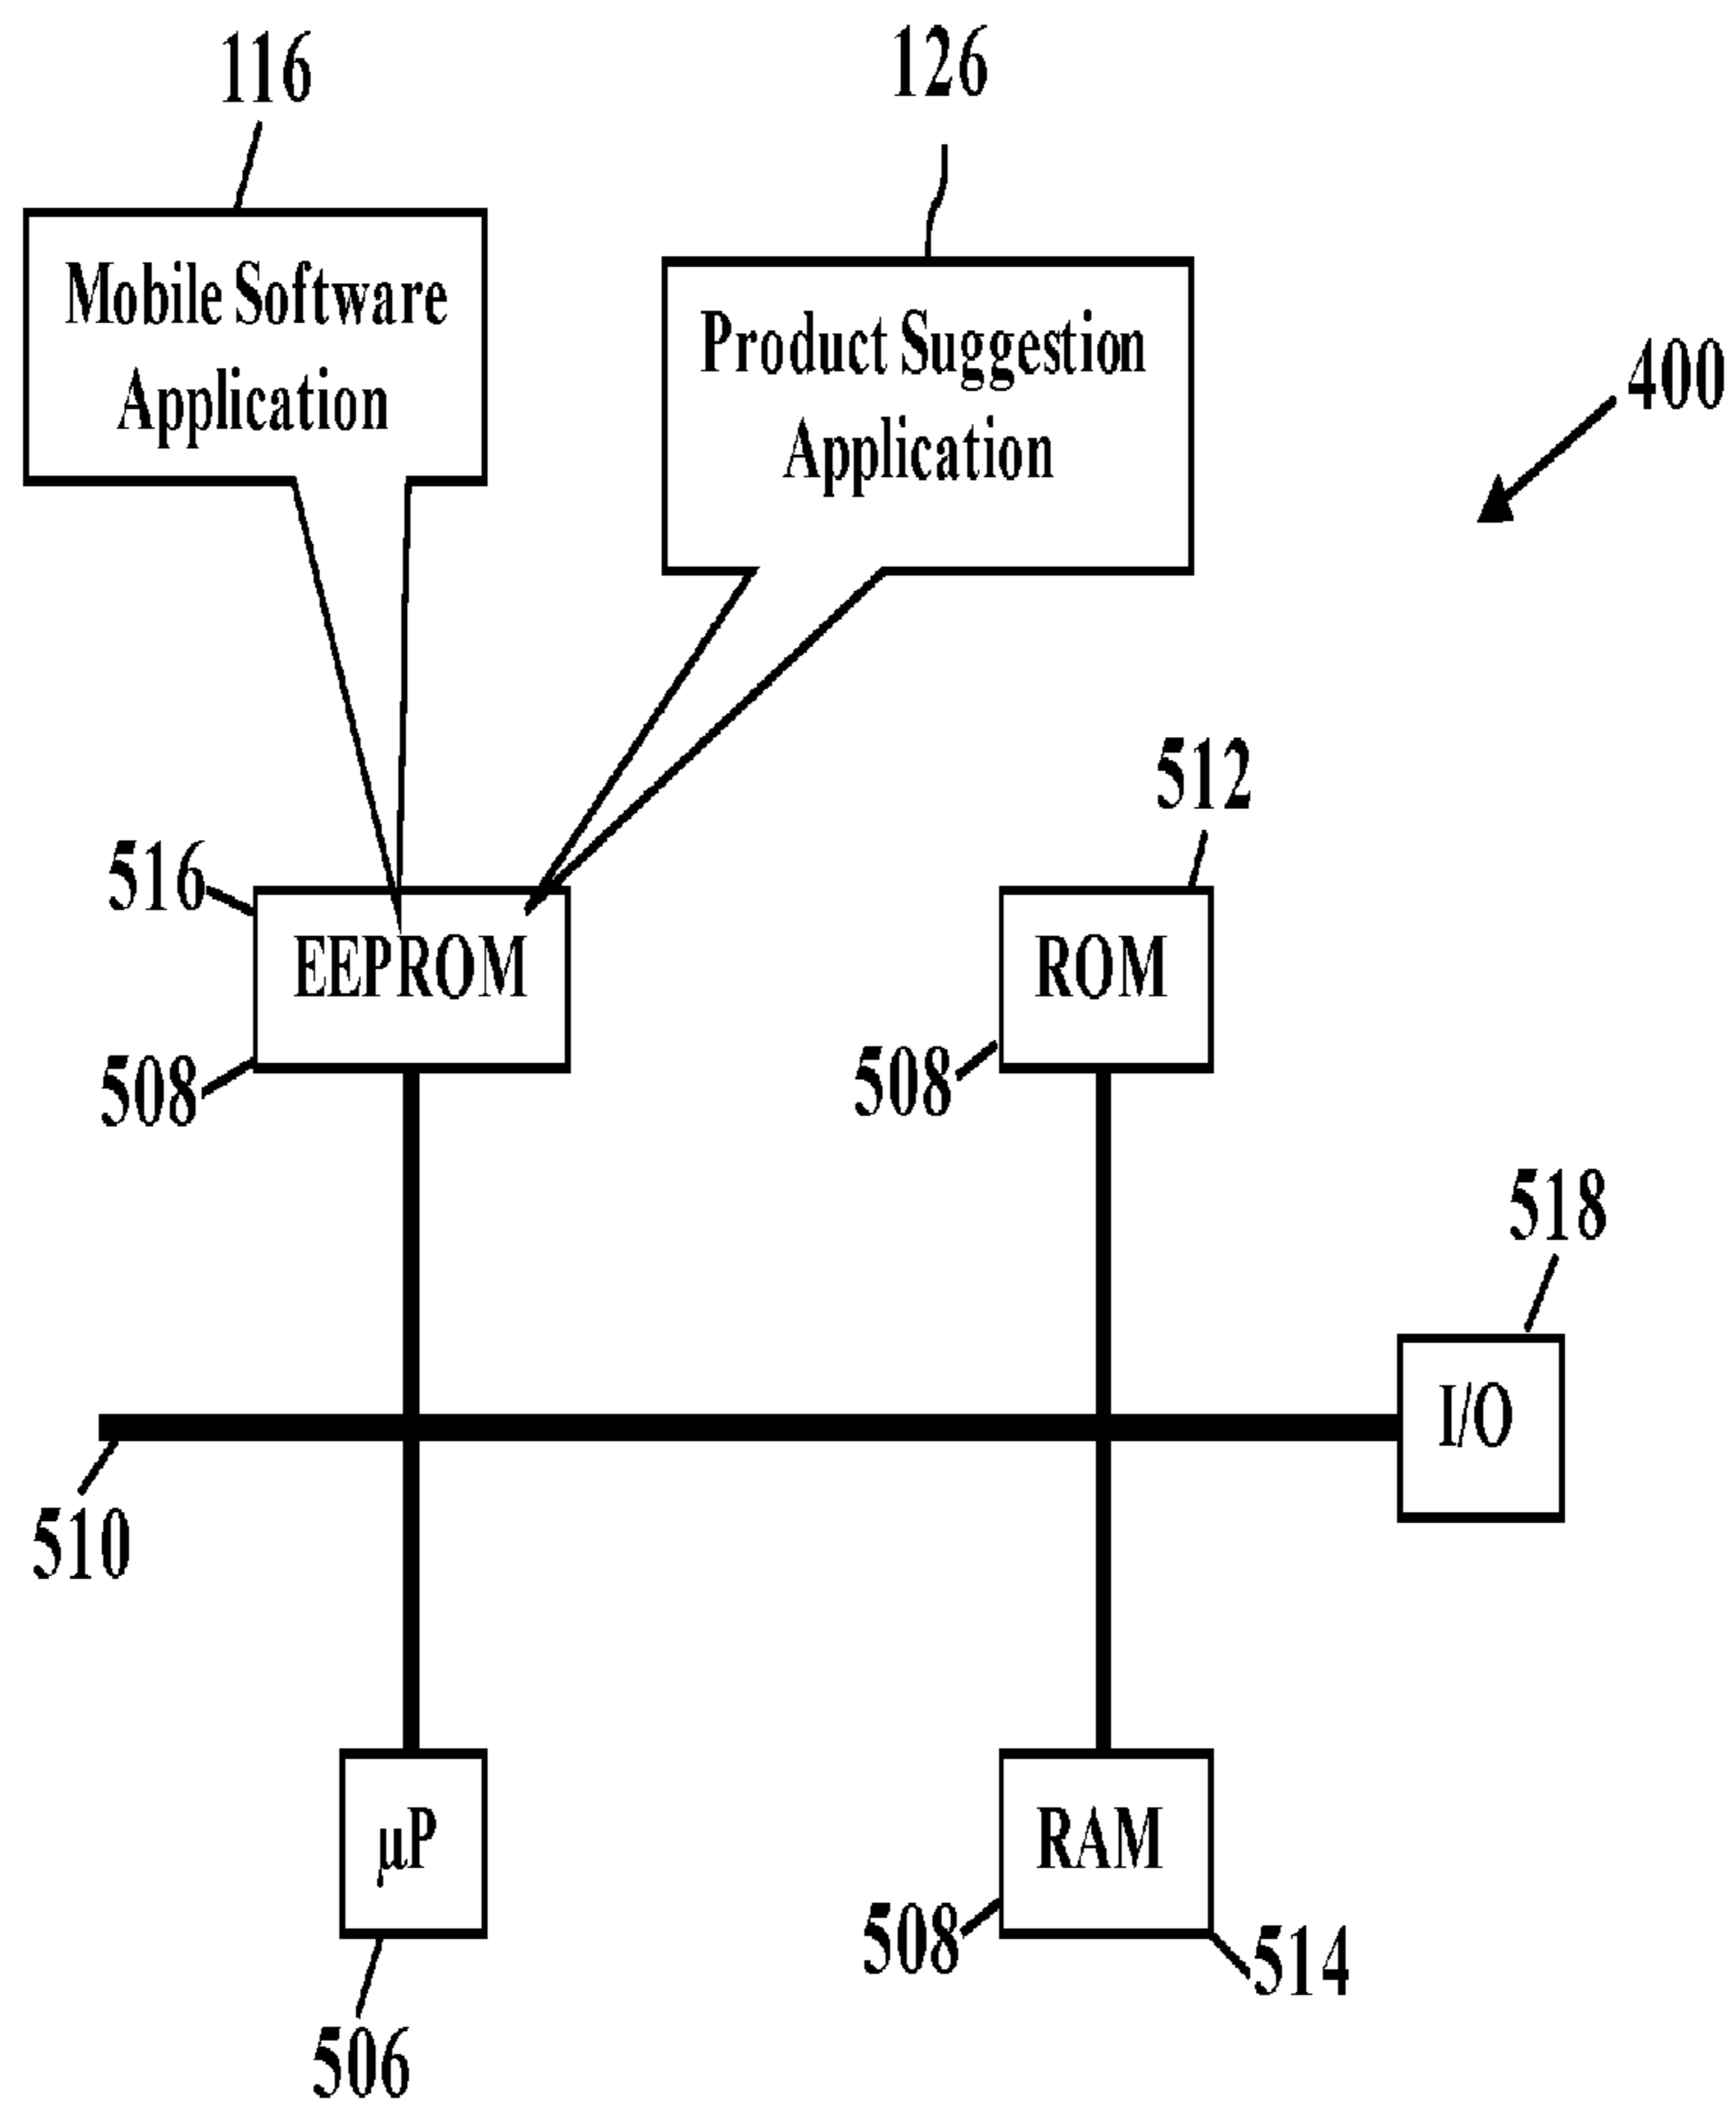 116
126
Mobile Software
Application
Product Suggestion
Application
400
512
516
EEPROM
ROM
508
508
518
I/O
510
µP
RAM
508
514
506